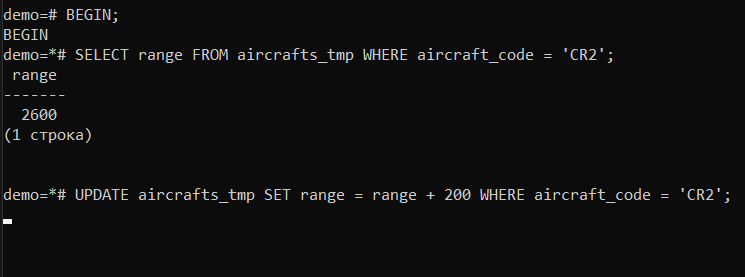 demo=# BEGIN;
BEGIN
demo=*# SELECT range FROM aircrafts_tmp WHERE aircraft_code = 'CR2';
 range
-------
  2600
(1 строка)
demo=*# UPDATE aircrafts_tmp SET range = range + 200 WHERE aircraft_code = 'CR2';